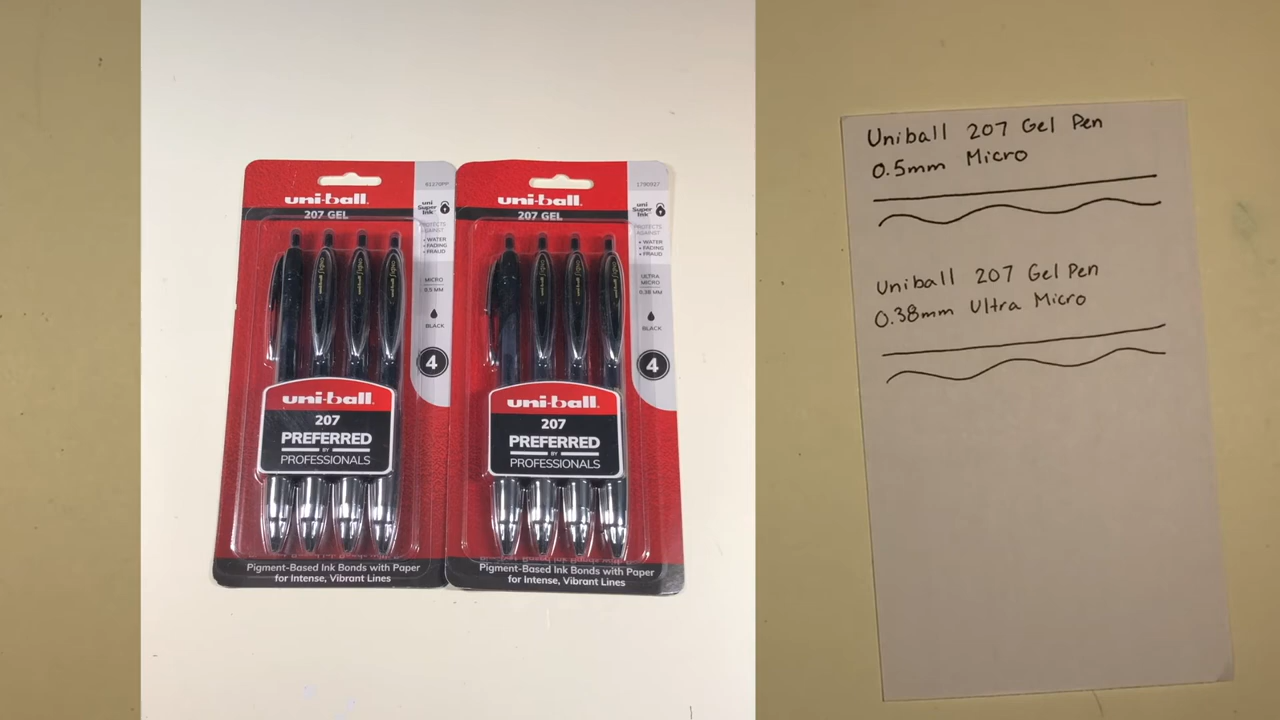 uni-ball
207 GEL
uni
Super
Ink
PROTECTS
AGAINST
+ WATER
+ FADING
+ FRAUD
MICRO
0.5 MM
BLACK
4
uni-ball
207
PREFERRED
BY
PROFESSIONALS
Pigment-Based Ink Bonds with Paper
for Intense, Vibrant Lines
uni-ball
207 GEL
1790927
uni
Super
Ink
PROTECTS
AGAINST
+ WATER
+ FADING
+ FRAUD
ULTRA
MICRO
0.38 MM
BLACK
4
uni-ball
207
PREFERRED
BY
PROFESSIONALS
Pigment-Based Ink Bonds with Paper
for Intense, Vibrant Lines
Uniball 207 Gel Pen
0.5mm Micro
Uniball 207 Gel Pen
0.38mm Ultra Micro